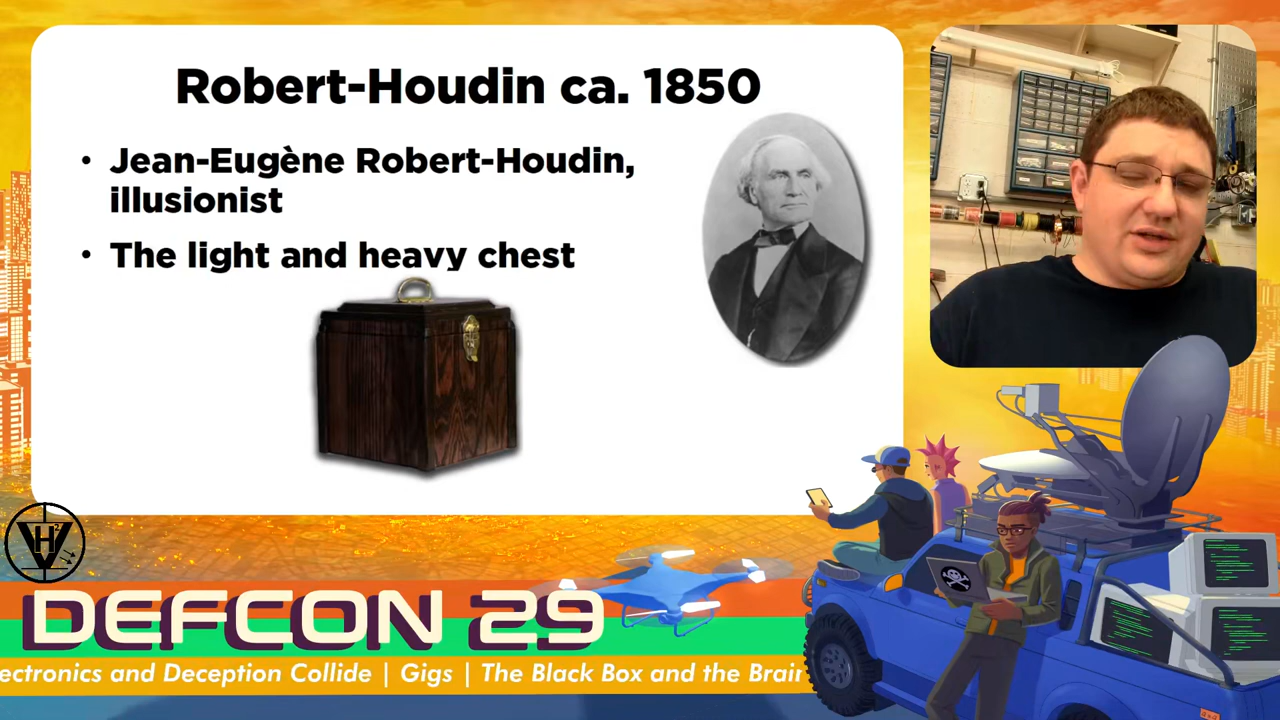 Robert-Houdin ca. 1850
• Jean-Eugène Robert-Houdin,
illusionist
• The light and heavy chest
DEFCON 29
ectronics and Deception Collide | Gigs | The Black Box and the Brain